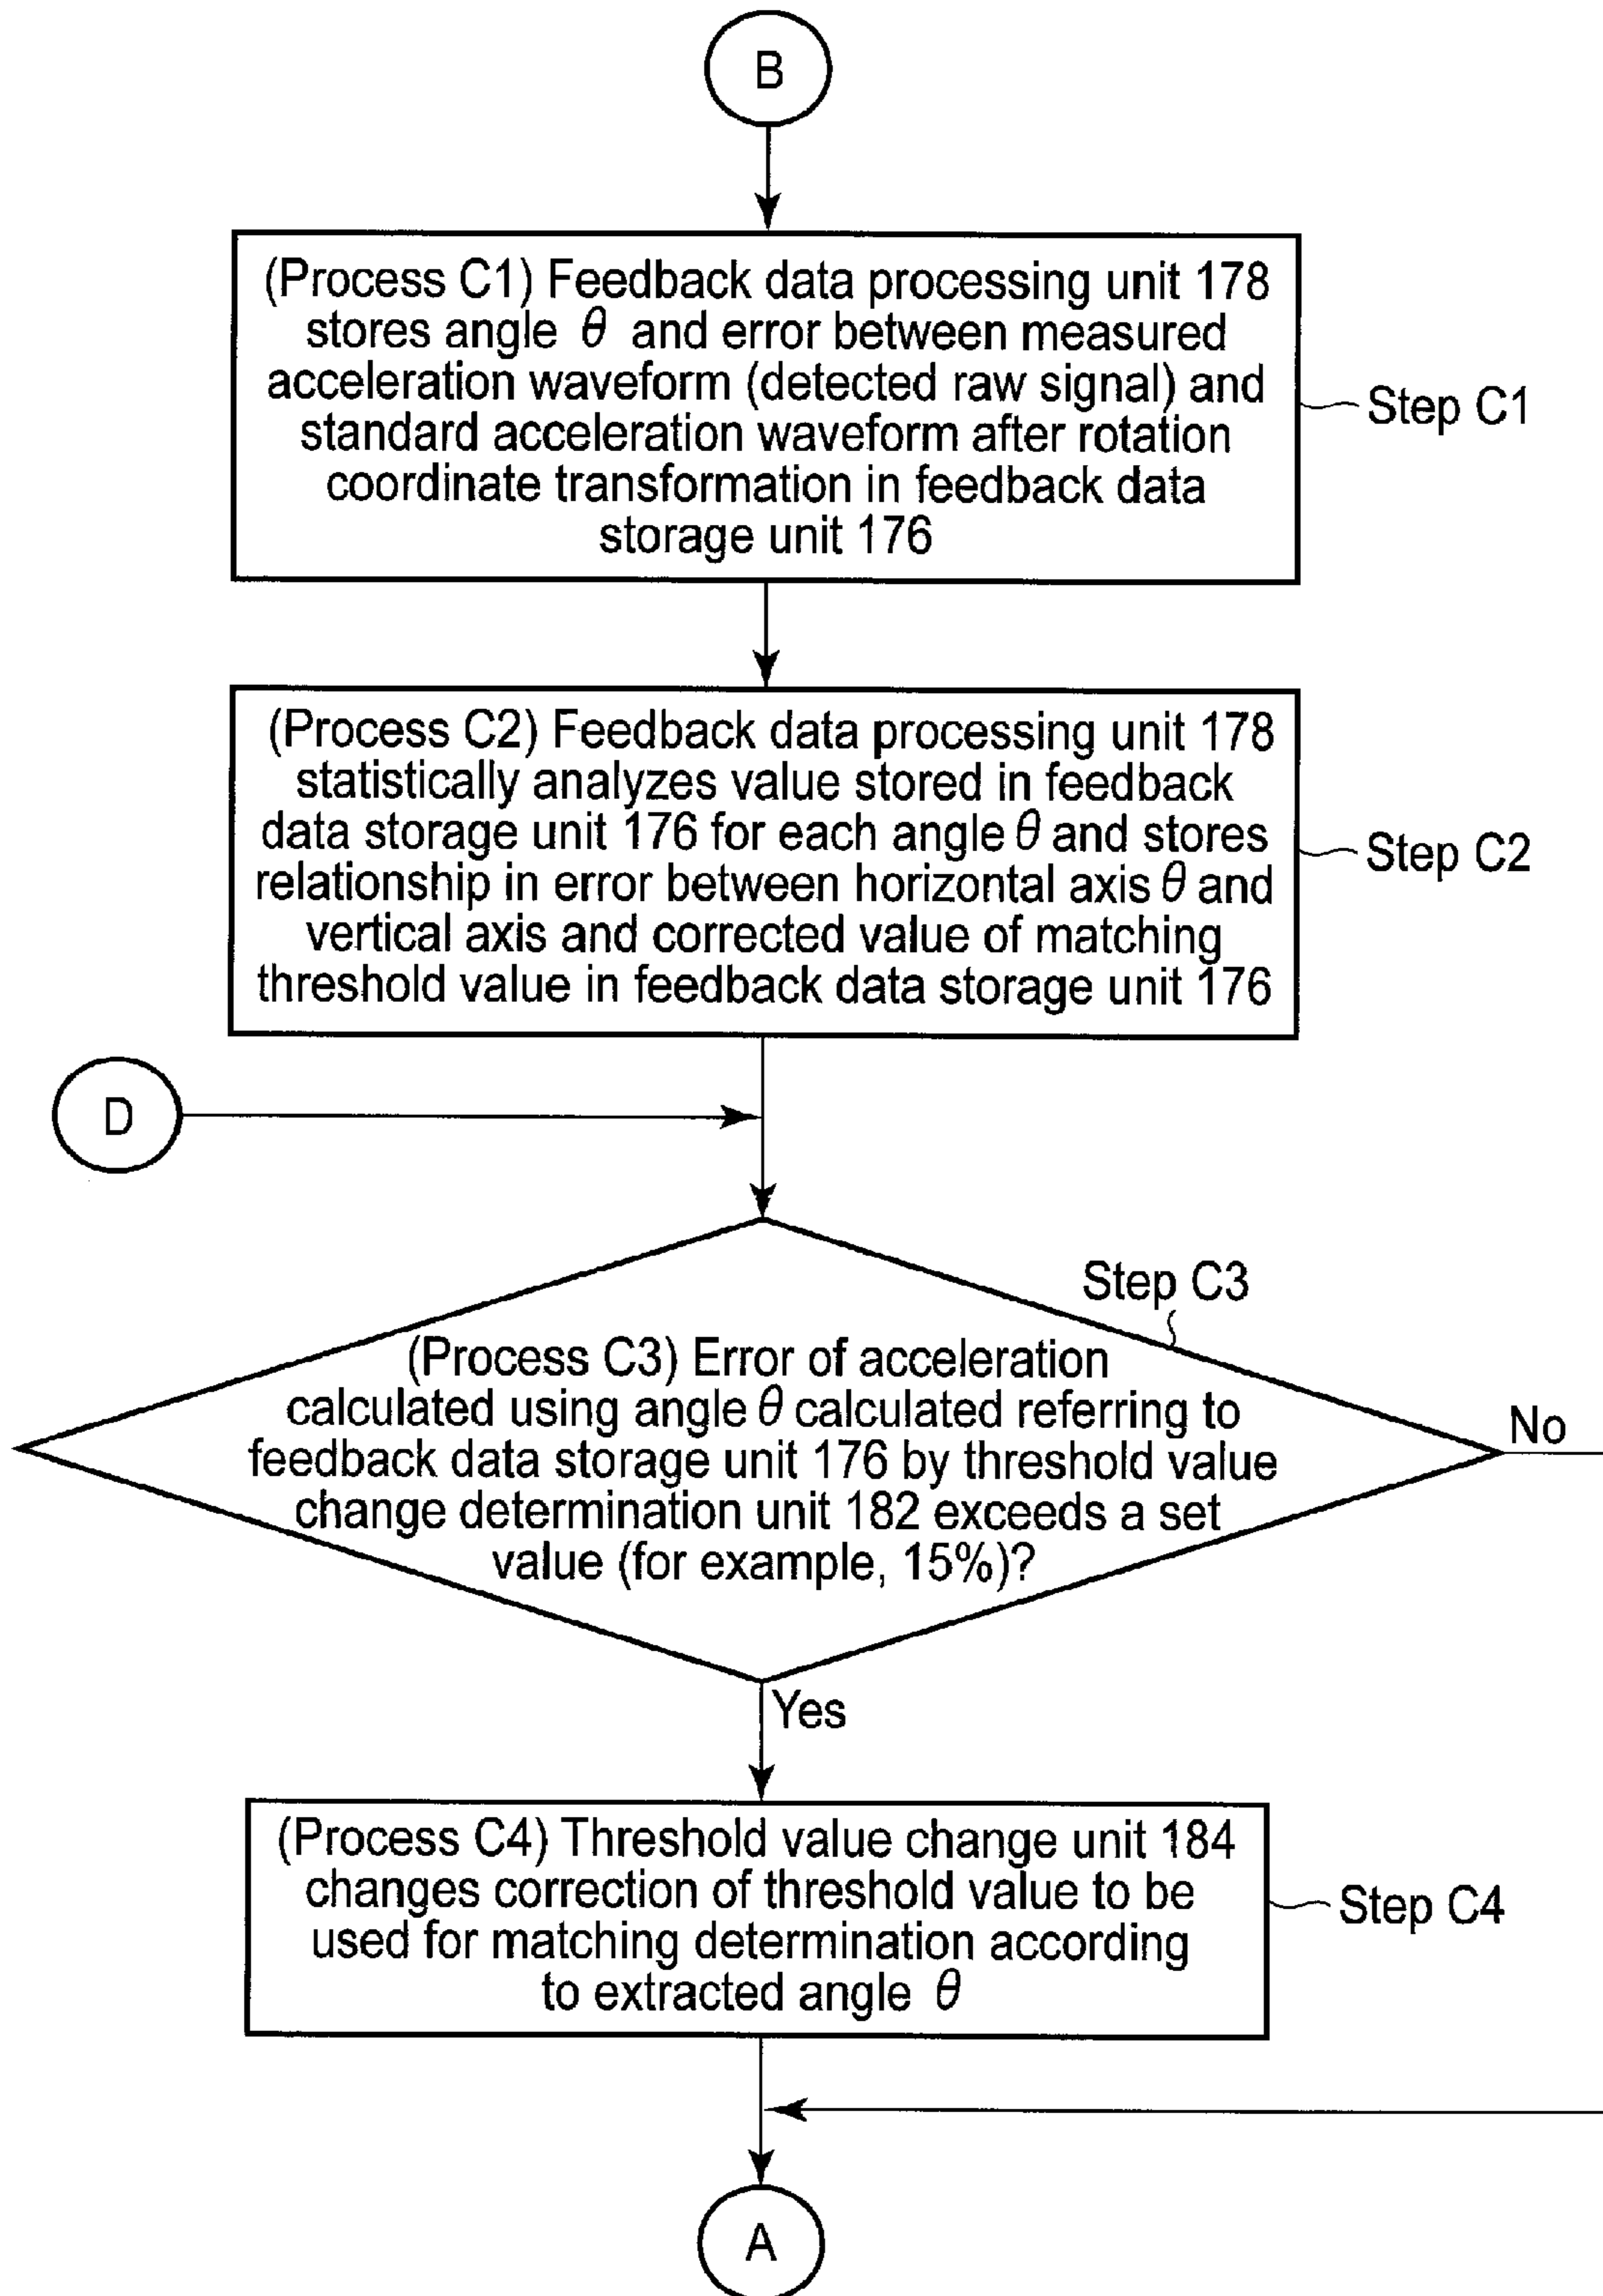 B
(Process C1) Feedback data processing unit 178
stores angle θ and error between measured
acceleration waveform (detected raw signal) and
standard acceleration waveform after rotation
coordinate transformation in feedback data
storage unit 176
Step C1
(Process C2) Feedback data processing unit 178
statistically analyzes value stored in feedback
data storage unit 176 for each angle θ and stores
relationship in error between horizontal axis θ and
vertical axis and corrected value of matching
threshold value in feedback data storage unit 176
Step C2
D
Step C3
(Process C3) Error of acceleration
calculated using angle θ calculated referring to
feedback data storage unit 176 by threshold value
change determination unit 182 exceeds a set
value (for example, 15%)?
No
Yes
(Process C4) Threshold value change unit 184
changes correction of threshold value to be
used for matching determination according
to extracted angle θ
Step C4
A